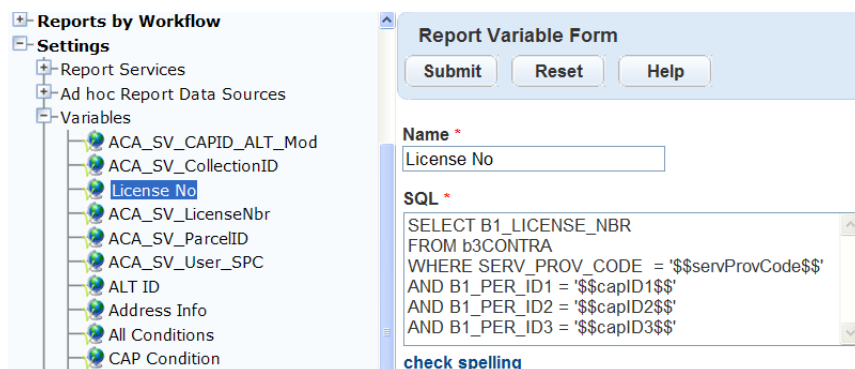 Reports by Workflow
Settings
Report Services
Ad hoc Report Data Sources
Variables
ACA_SV_CAPID_ALT_Mod
ACA_SV_CollectionID
License No
ACA_SV_LicenseNbr
ACA_SV_ParcelID
ACA_SV_User_SPC
ALT ID
Address Info
All Conditions
CAP Condition
Report Variable Form
Submit Reset Help
Name *
License No
SQL *
SELECT B1_LICENSE_NBR
FROM b3CONTRA
WHERE SERV_PROV_CODE = '$$servProvCode$$'
AND B1_PER_ID1 = '$$capID1$$'
AND B1_PER_ID2 = '$$capID2$$'
AND B1_PER_ID3 = '$$capID3$$'
check spelling